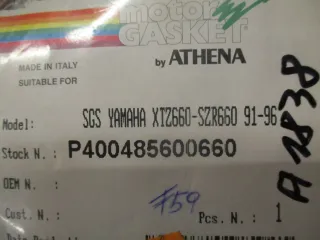 motor
GASKET
by ATHENA
MADE IN ITALY
SUITABLE FOR
Model: SCS YAMAHA XTZ660-SZR660 91-96
Stock N.: P400485600660
OEM N.:
Cust. N.: Pcs. N.: 1
F59
A 2838